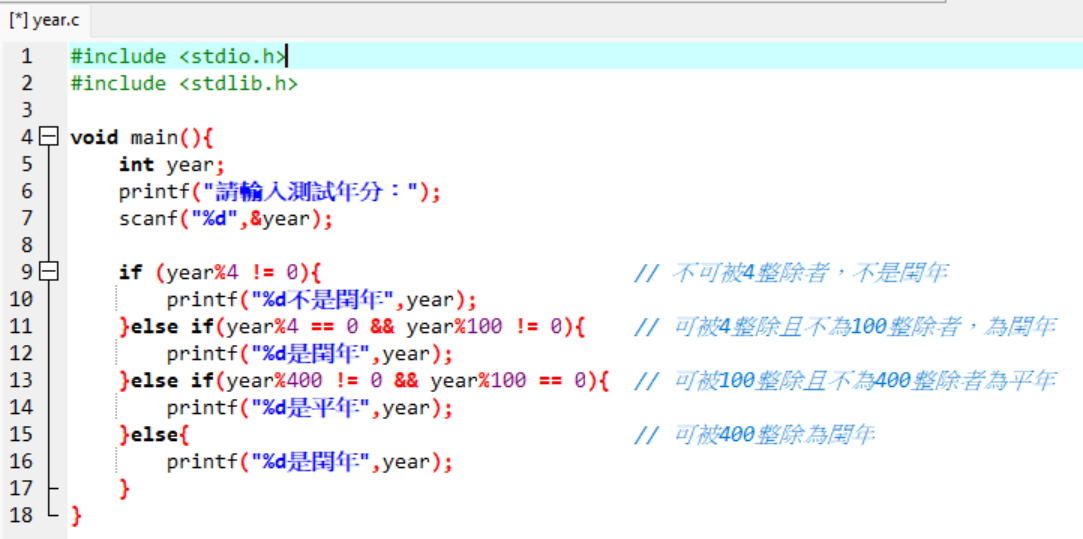 [*] year.c
1 #include <stdio.h>
2 #include <stdlib.h>
3
4 void main(){
5 int year;
6 printf("請輸入測試年分：");
7 scanf("%d",&year);
8
9 if (year%4 != 0){ // 不可被4整除者，不是閏年
10 printf("%d不是閏年",year);
11 }else if(year%4 == 0 && year%100 != 0){ // 可被4整除且不為100整除者，為閏年
12 printf("%d是閏年",year);
13 }else if(year%400 != 0 && year%100 == 0){ // 可被100整除且不為400整除者為平年
14 printf("%d是平年",year);
15 }else{ // 可被400整除為閏年
16 printf("%d是閏年",year);
17 }
18 }